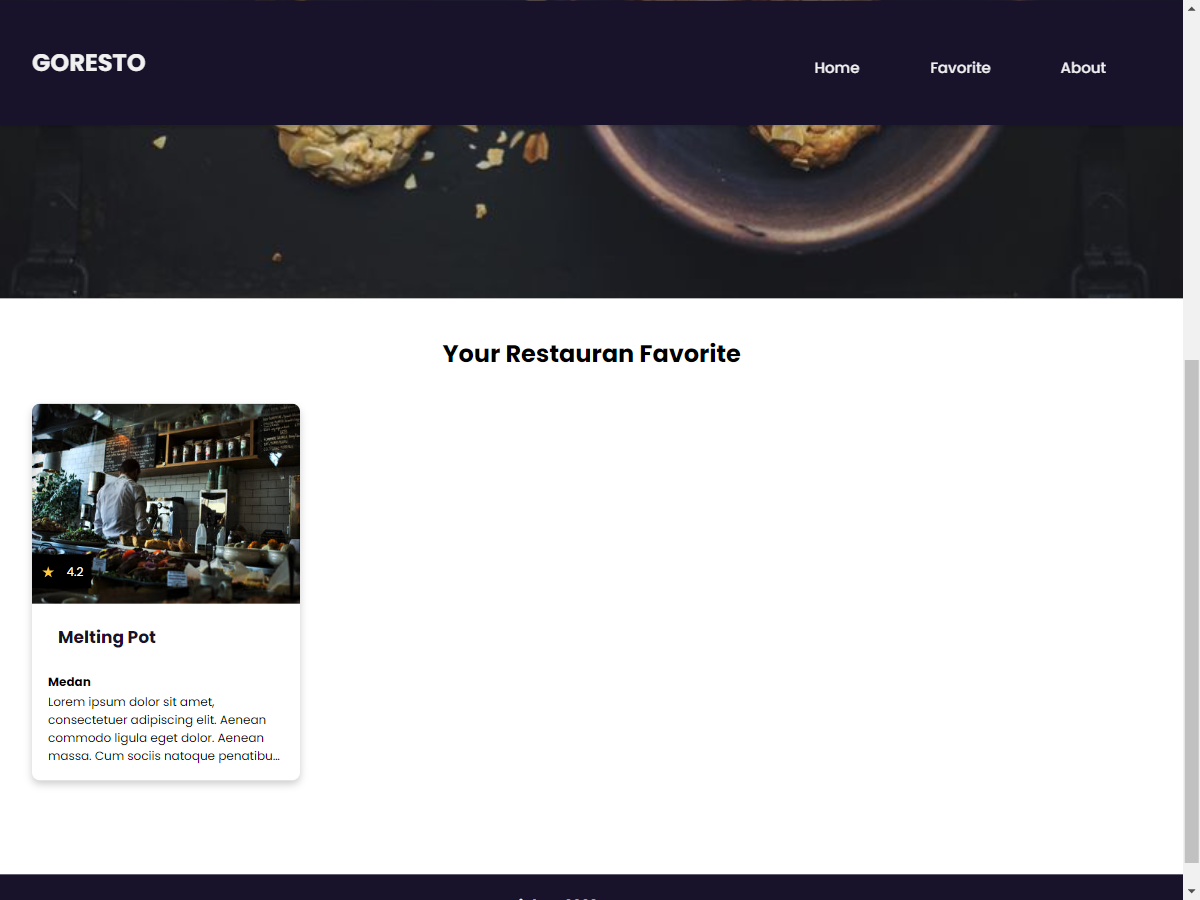 GORESTO
Home
Favorite
About
Your Restauran Favorite
★ 4.2
Melting Pot
Medan
Lorem ipsum dolor sit amet,
consectetuer adipiscing elit. Aenean
commodo ligula eget dolor. Aenean
massa. Cum sociis natoque penatibu...